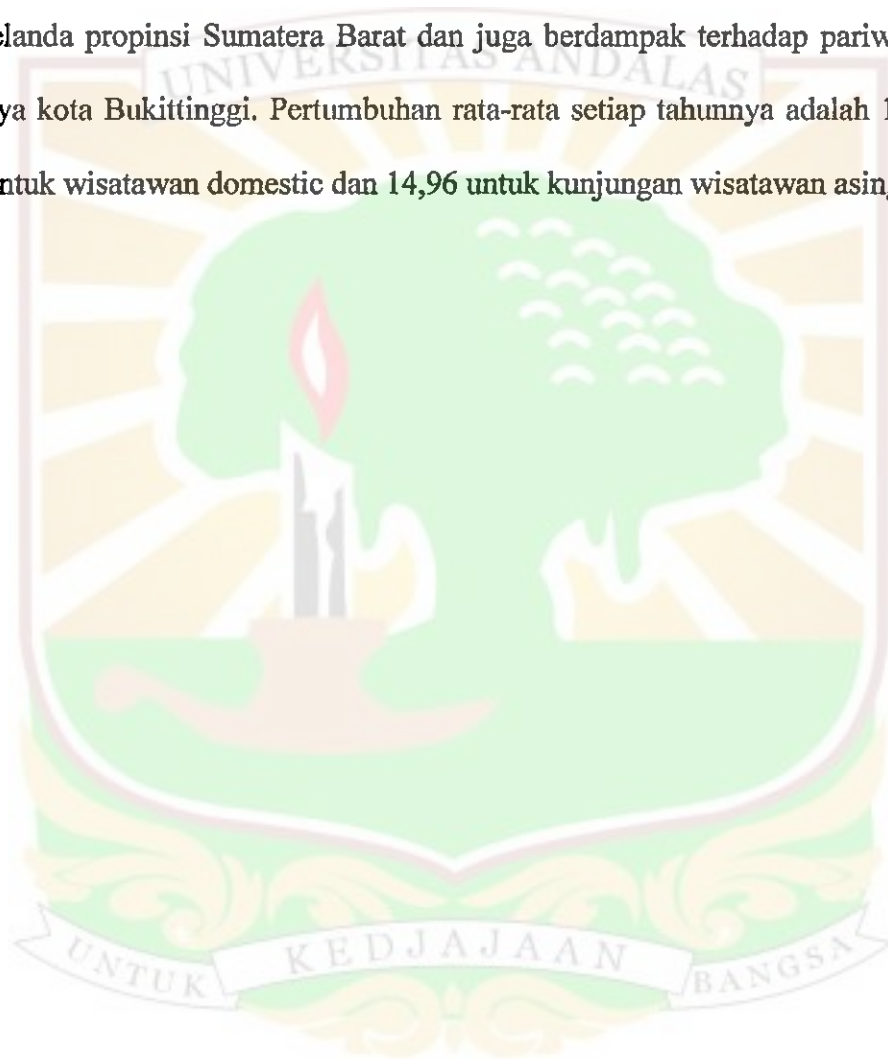 elanda propinsi Sumatera Barat dan juga berdampak terhadap pariw
ya kota Bukittinggi. Pertumbuhan rata-rata setiap tahunnya adalah 1
ntuk wisatawan domestic dan 14,96 untuk kunjungan wisatawan asing
UNIVERSITAS ANDALAS
UNTUK KEDJAJAAN BANGSA